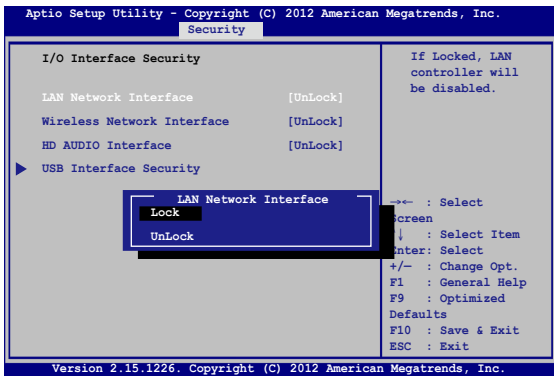 Aptio Setup Utility - Copyright (C) 2012 American Megatrends, Inc.
Security
I/O Interface Security
LAN Network Interface [UnLock]
Wireless Network Interface [UnLock]
HD AUDIO Interface [UnLock]
USB Interface Security
If Locked, LAN
controller will
be disabled.
LAN Network Interface
Lock
UnLock
→← : Select
Screen
↓ : Select Item
Enter: Select
+/— : Change Opt.
F1 : General Help
F9 : Optimized
Defaults
F10 : Save & Exit
ESC : Exit
Version 2.15.1226. Copyright (C) 2012 American Megatrends, Inc.